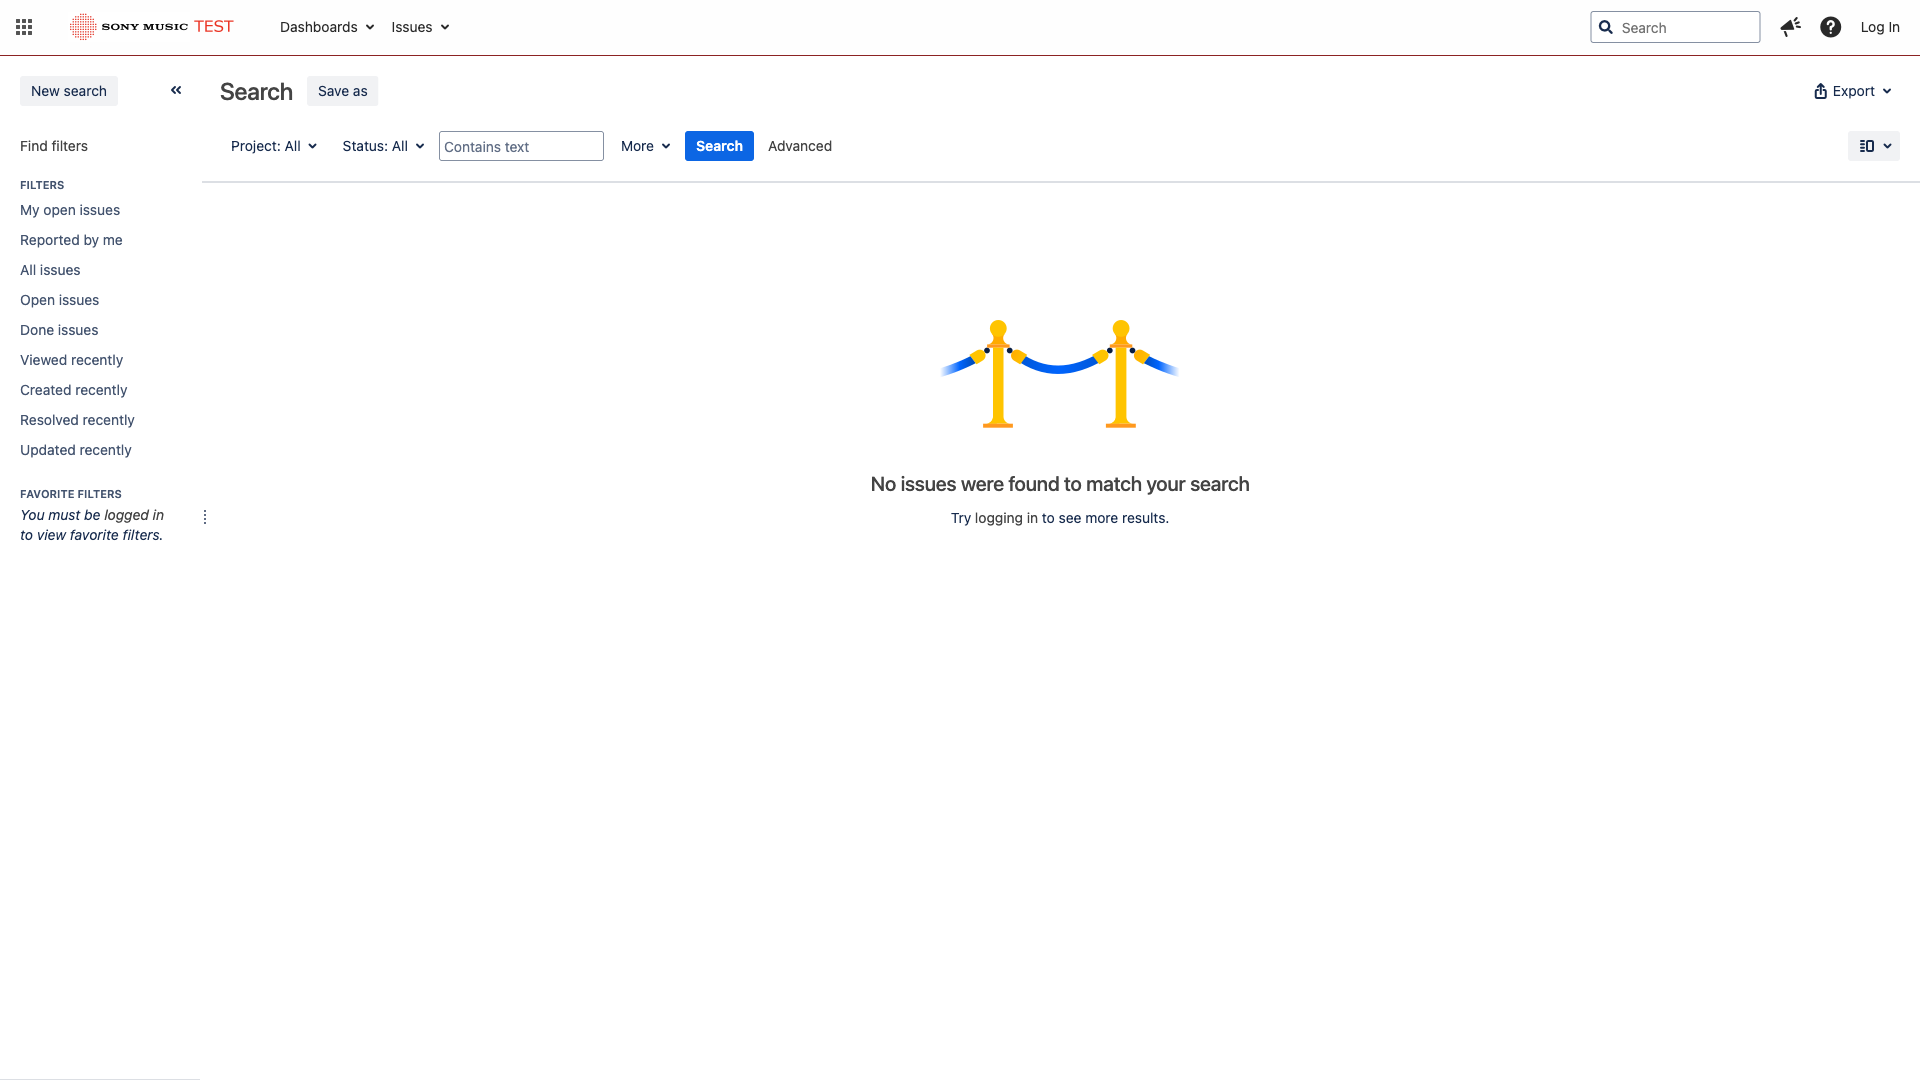 SONY MUSIC TEST
Dashboards
Issues
Search
Log In
New search
Search
Save as
Export
Find filters
Project: All
Status: All
Contains text
More
Search
Advanced
FILTERS
My open issues
Reported by me
All issues
Open issues
Done issues
Viewed recently
Created recently
Resolved recently
Updated recently
FAVORITE FILTERS
You must be logged in
to view favorite filters.
No issues were found to match your search
Try logging in to see more results.